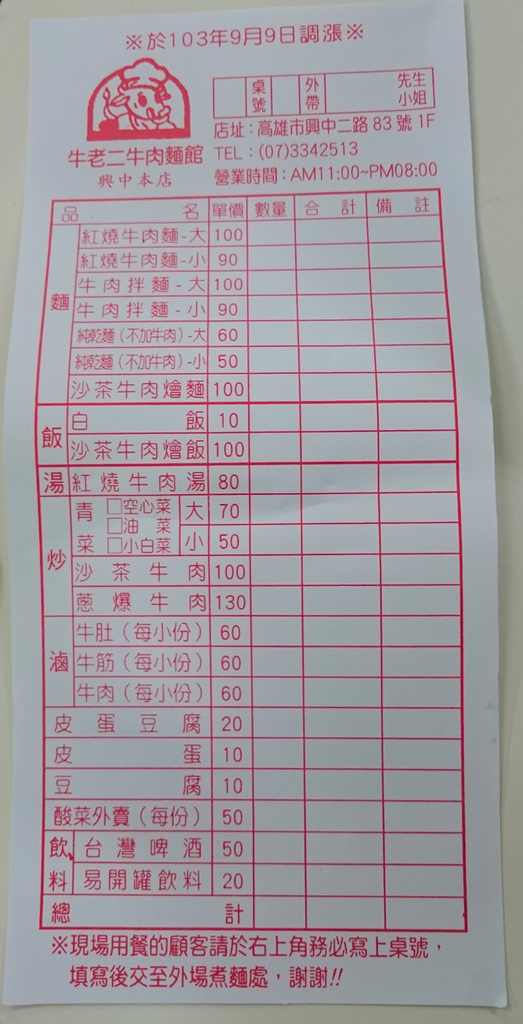 ※於103年9月9日調漲※
桌號 外帶 先生 小姐
牛老二牛肉麵館
興中本店
店址：高雄市興中二路83號1F
TEL：(07)3342513
營業時間：AM11:00~PM08:00
品名 單價 數量 合計 備註
麵
紅燒牛肉麵-大 100
紅燒牛肉麵-小 90
牛肉拌麵-大 100
牛肉拌麵-小 90
純乾麵（不加牛肉）-大 60
純乾麵（不加牛肉）-小 50
沙茶牛肉燴麵 100
飯
白飯 10
沙茶牛肉燴飯 100
湯 紅燒牛肉湯 80
炒
青菜 □空心菜 □油菜 □小白菜
大 70
小 50
沙茶牛肉 100
蔥爆牛肉 130
滷
牛肚（每小份） 60
牛筋（每小份） 60
牛肉（每小份） 60
皮蛋豆腐 20
皮蛋 10
豆腐 10
酸菜外賣（每份） 50
飲料
台灣啤酒 50
易開罐飲料 20
總計
※現場用餐的顧客請於右上角務必寫上桌號，
填寫後交至外場煮麵處，謝謝!!